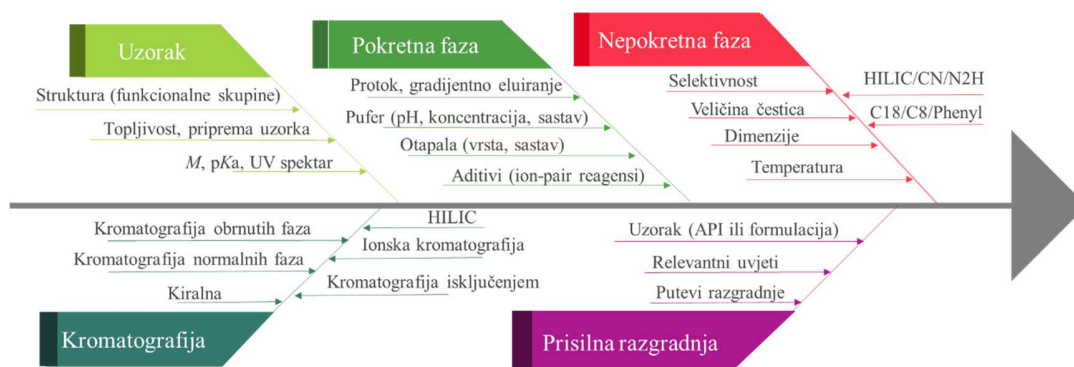 Uzorak
Struktura (funkcionalne skupine)
Topljivost, priprema uzorka
M, pKa, UV spektar
Pokretna faza
Protok, gradijentno eluiranje
Pufer (pH, koncentracija, sastav)
Otapala (vrsta, sastav)
Aditivi (ion-pair reagensi)
Nepokretna faza
Selektivnost
Veličina čestica
Dimenzije
Temperatura
HILIC/CN/N2H
C18/C8/Phenyl
Kromatografija obrnutih faza
Kromatografija normalnih faza
Kiralna
HILIC
Ionska kromatografija
Kromatografija isključenjem
Kromatografija
Uzorak (API ili formulacija)
Relevantni uvjeti
Putevi razgradnje
Prisilna razgradnja